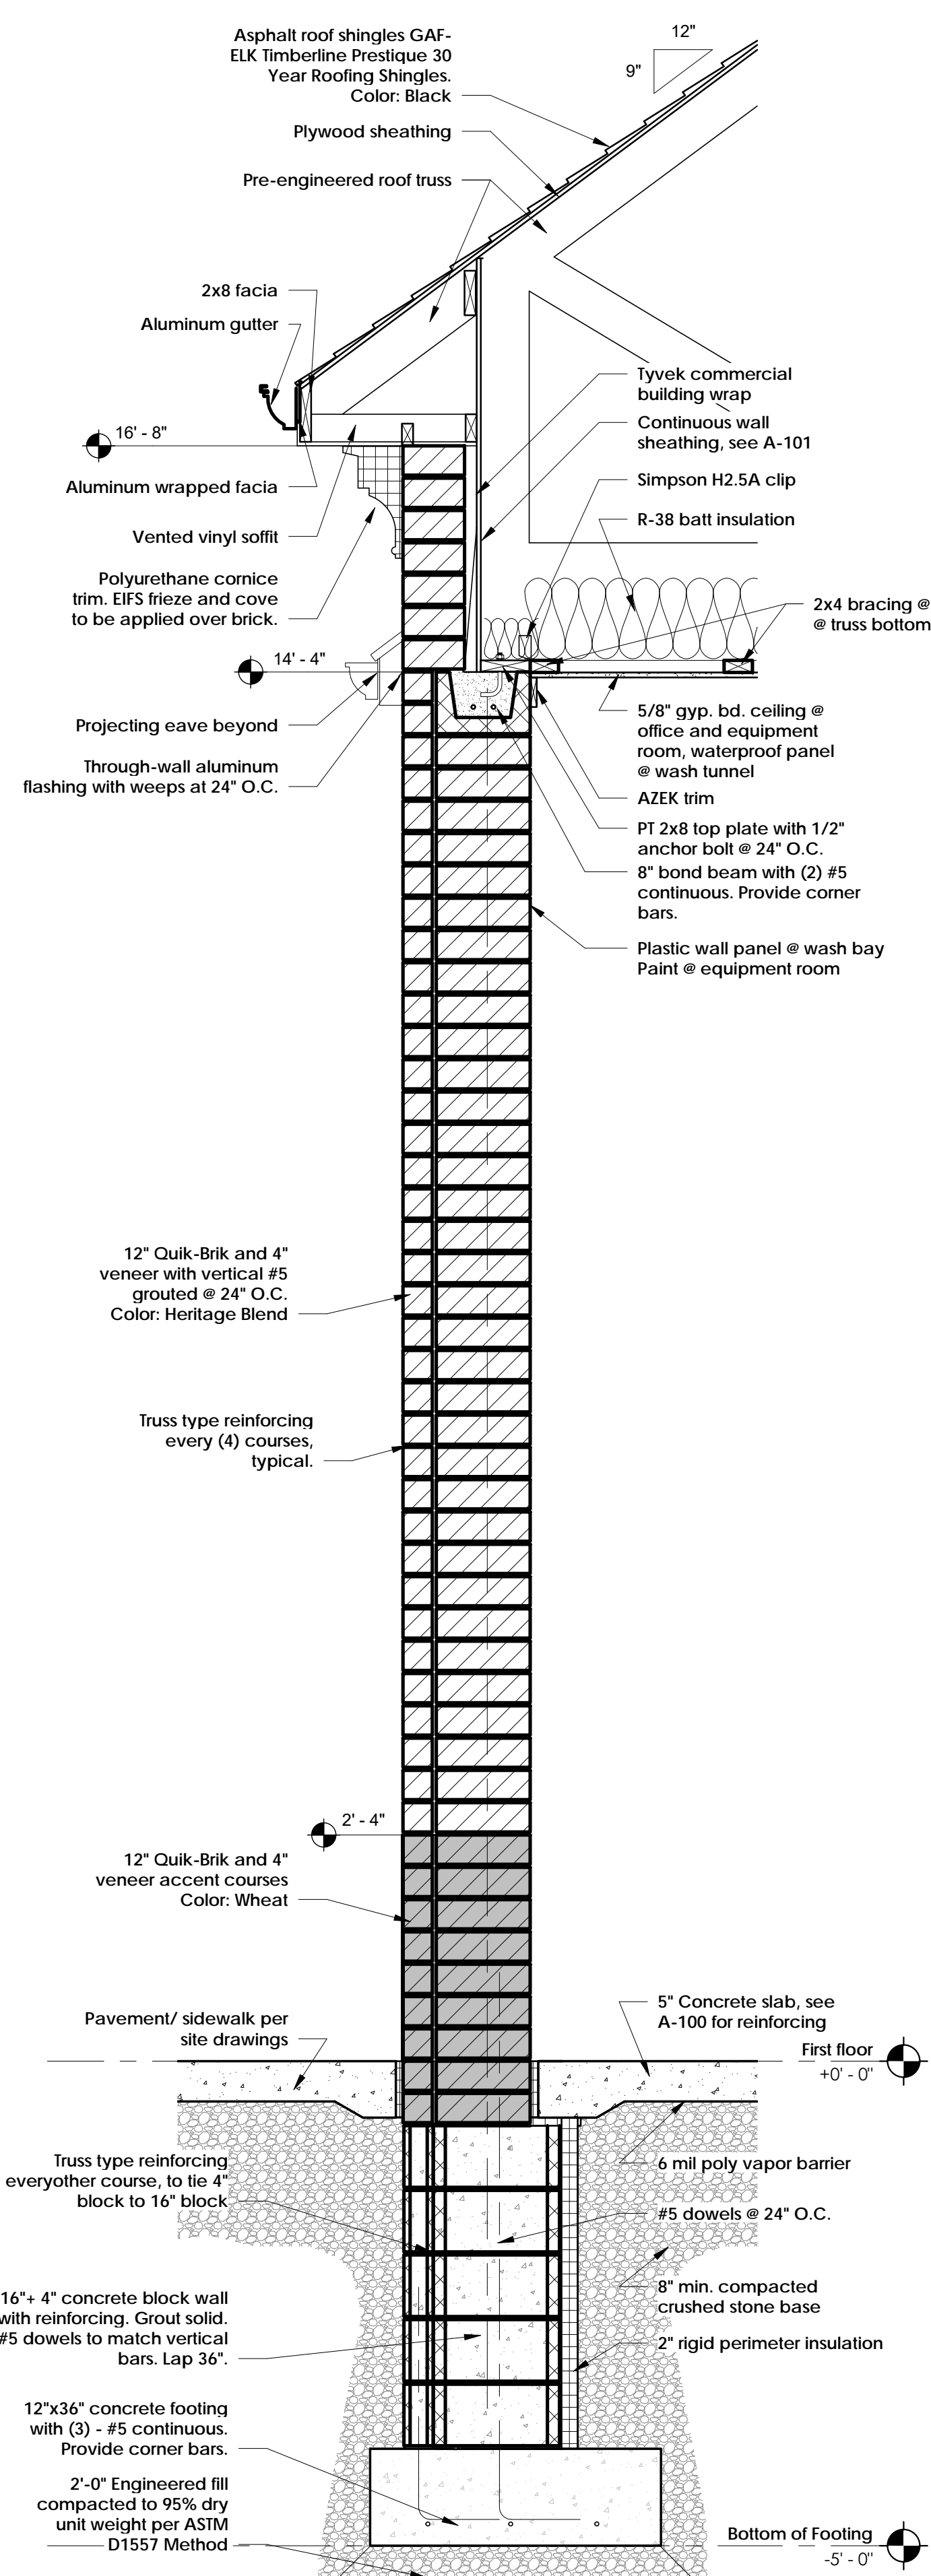 Asphalt roof shingles GAF-
ELK Timberline Prestique 30
Year Roofing Shingles.
Color: Black
12"
9"
Plywood sheathing
Pre-engineered roof truss
2x8 facia
Aluminum gutter
Tyvek commercial
building wrap
Continuous wall
sheathing, see A-101
16' - 8"
Simpson H2.5A clip
Aluminum wrapped facia
R-38 batt insulation
Vented vinyl soffit
Polyurethane cornice
trim. EIFS frieze and cove
to be applied over brick.
2x4 bracing @
@ truss bottom
14' - 4"
Projecting eave beyond
5/8" gyp. bd. ceiling @
office and equipment
room, waterproof panel
@ wash tunnel
Through-wall aluminum
flashing with weeps at 24" O.C.
AZEK trim
PT 2x8 top plate with 1/2"
anchor bolt @ 24" O.C.
8" bond beam with (2) #5
continuous. Provide corner
bars.
Plastic wall panel @ wash bay
Paint @ equipment room
12" Quik-Brik and 4"
veneer with vertical #5
grouted @ 24" O.C.
Color: Heritage Blend
Truss type reinforcing
every (4) courses,
typical.
2' - 4"
12" Quik-Brik and 4"
veneer accent courses
Color: Wheat
Pavement/ sidewalk per
site drawings
5" Concrete slab, see
A-100 for reinforcing
First floor
+0' - 0"
Truss type reinforcing
everyother course, to tie 4"
block to 16" block
6 mil poly vapor barrier
#5 dowels @ 24" O.C.
8" min. compacted
crushed stone base
16"+ 4" concrete block wall
with reinforcing. Grout solid.
#5 dowels to match vertical
bars. Lap 36".
2" rigid perimeter insulation
12"x36" concrete footing
with (3) - #5 continuous.
Provide corner bars.
2'-0" Engineered fill
compacted to 95% dry
unit weight per ASTM
D1557 Method
Bottom of Footing
-5' - 0"